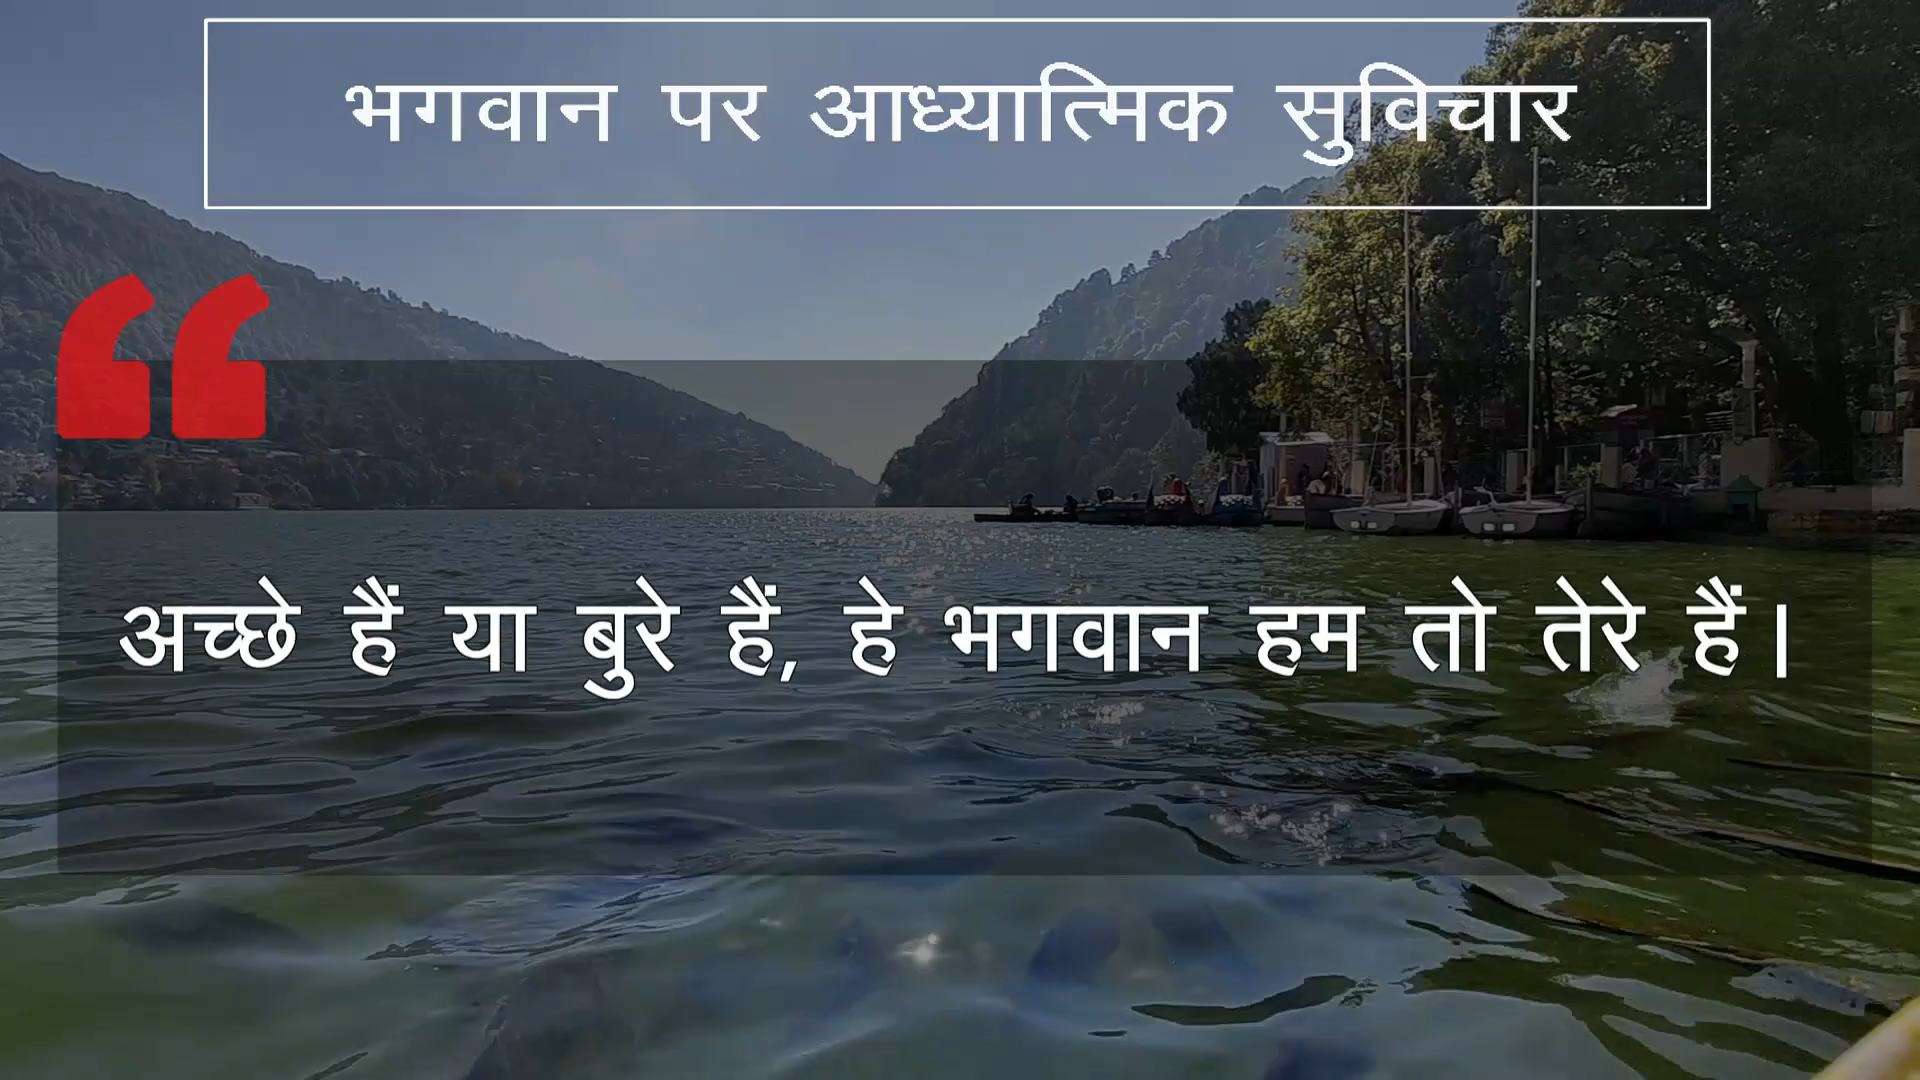 भगवान पर आध्यात्मिक सुविचार
अच्छे हैं या बुरे हैं, हे भगवान हम तो तेरे हैं।